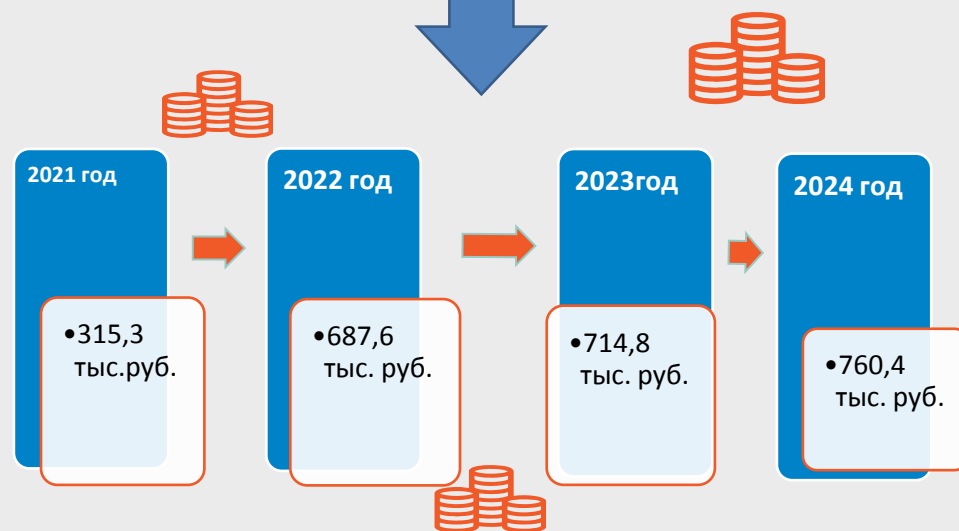 2021 год
•315,3
тыс.руб.
2022 год
•687,6
тыс. руб.
2023год
•714,8
тыс. руб.
2024 год
•760,4
тыс. руб.